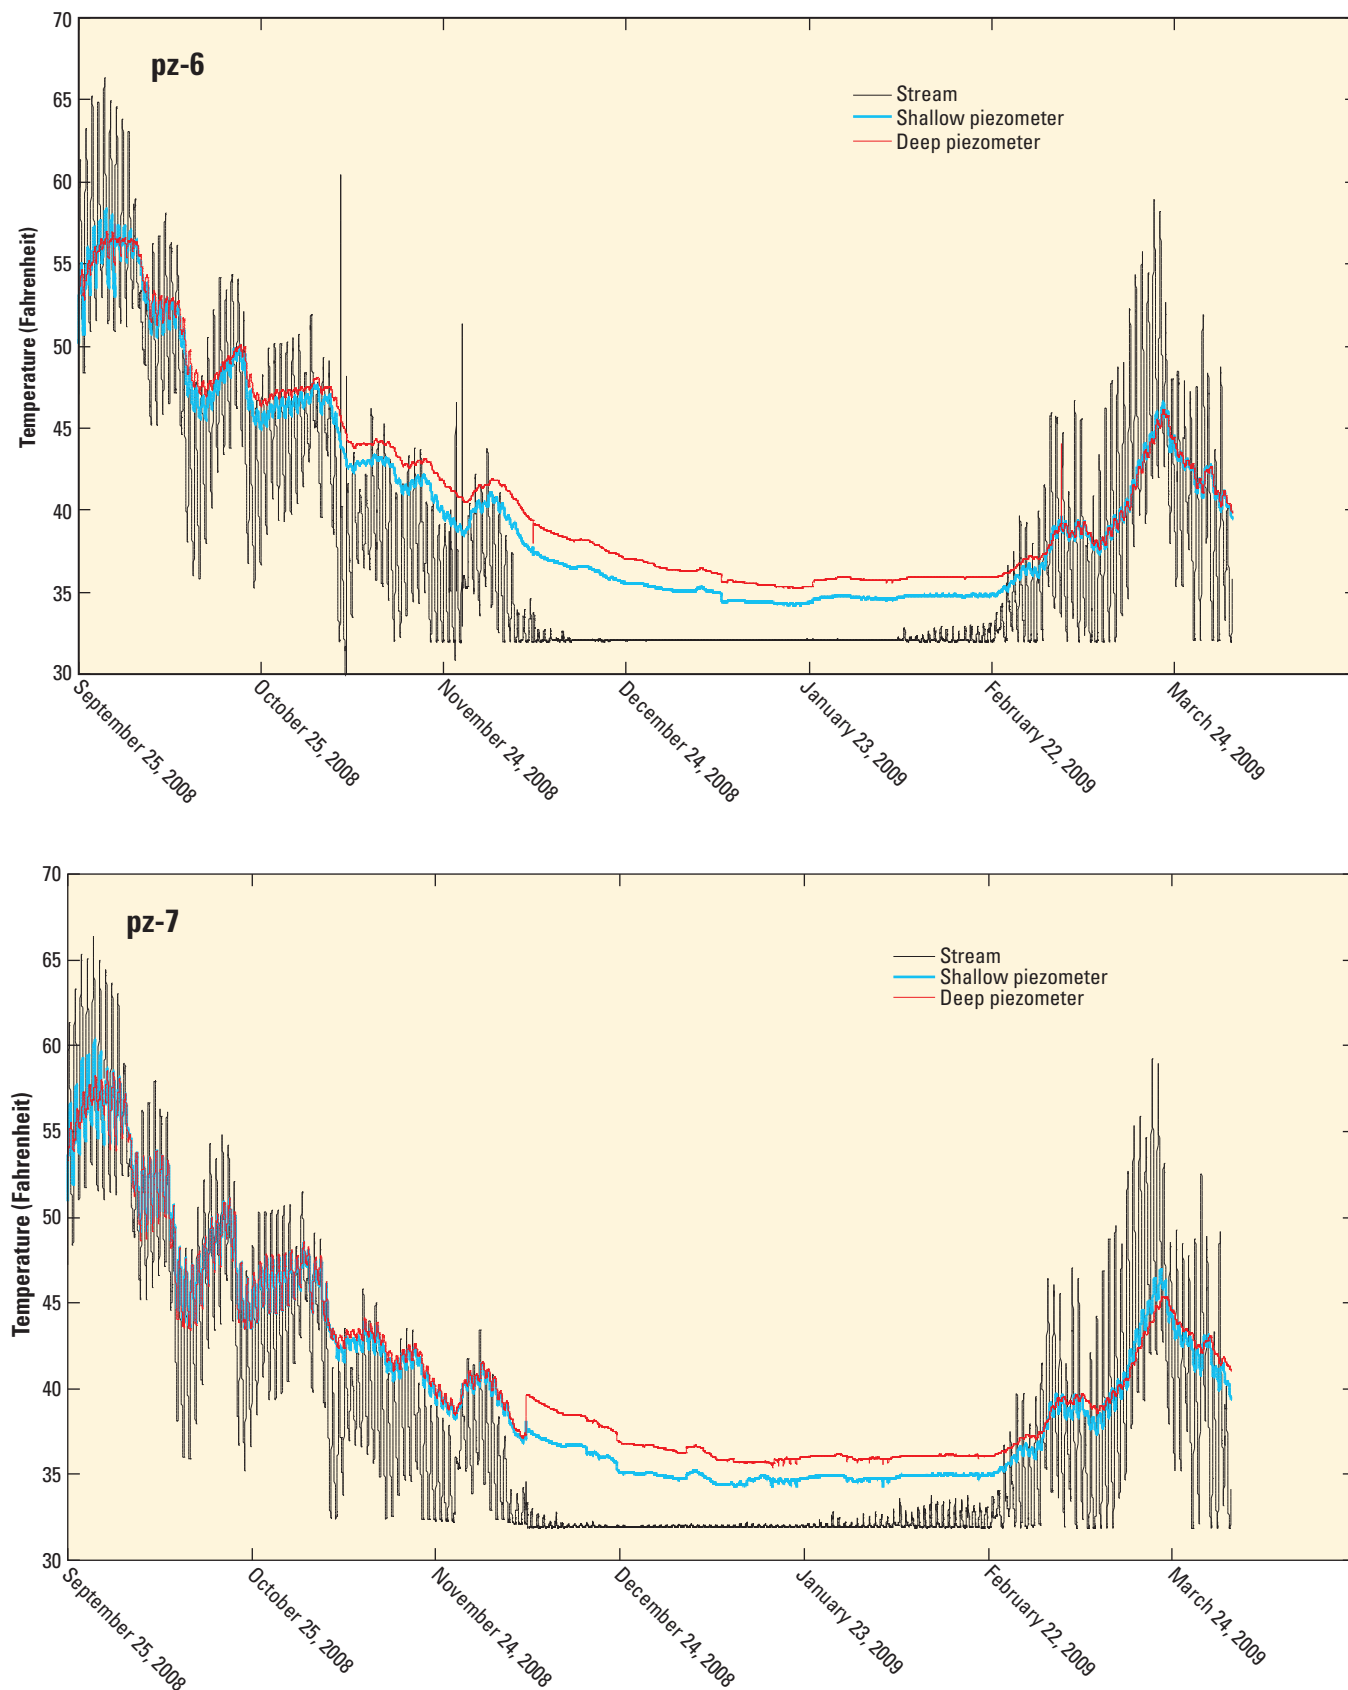 70
65
60
55
50
45
40
35
30
Temperature (Fahrenheit)
pz-6
Stream
Shallow piezometer
Deep piezometer
September 25, 2008
October 25, 2008
November 24, 2008
December 24, 2008
January 23, 2009
February 22, 2009
March 24, 2009
70
65
60
55
50
45
40
35
30
Temperature (Fahrenheit)
pz-7
Stream
Shallow piezometer
Deep piezometer
September 25, 2008
October 25, 2008
November 24, 2008
December 24, 2008
January 23, 2009
February 22, 2009
March 24, 2009